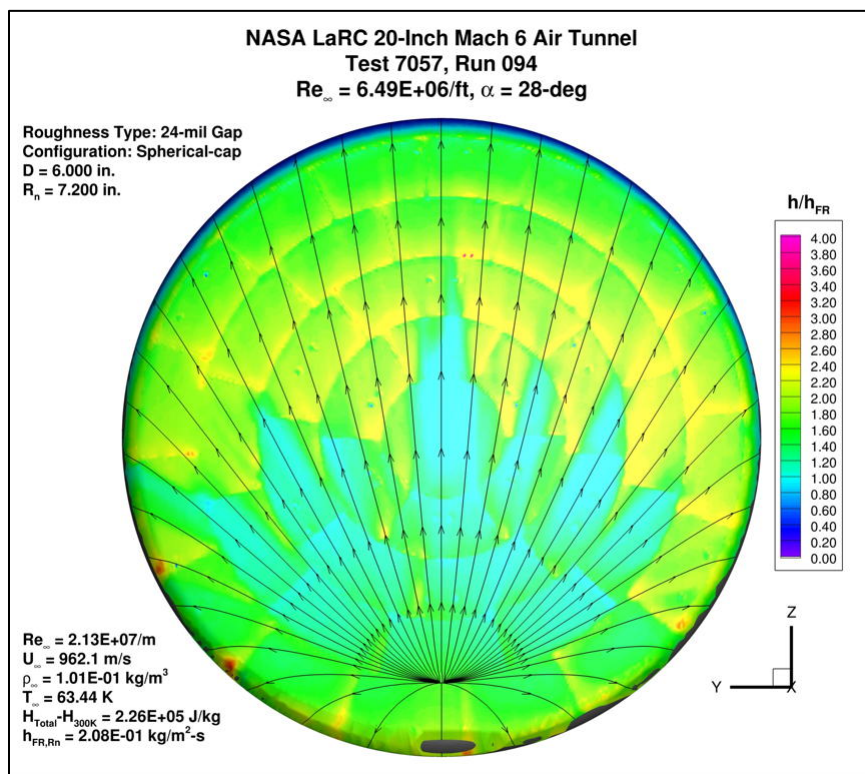 NASA LaRC 20-Inch Mach 6 Air Tunnel
Test 7057, Run 094
Re∞ = 6.49E+06/ft, α = 28-deg
Roughness Type: 24-mil Gap
Configuration: Spherical-cap
D = 6.000 in.
Rn = 7.200 in.
h/hFR
4.00
3.80
3.60
3.40
3.20
3.00
2.80
2.60
2.40
2.20
2.00
1.80
1.60
1.40
1.20
1.00
0.80
0.60
0.40
0.20
0.00
Re∞ = 2.13E+07/m
U∞ = 962.1 m/s
ρ∞ = 1.01E-01 kg/m³
T∞ = 63.44 K
HTotal-H300K = 2.26E+05 J/kg
hFR,Rn = 2.08E-01 kg/m²-s
Z
Y
X